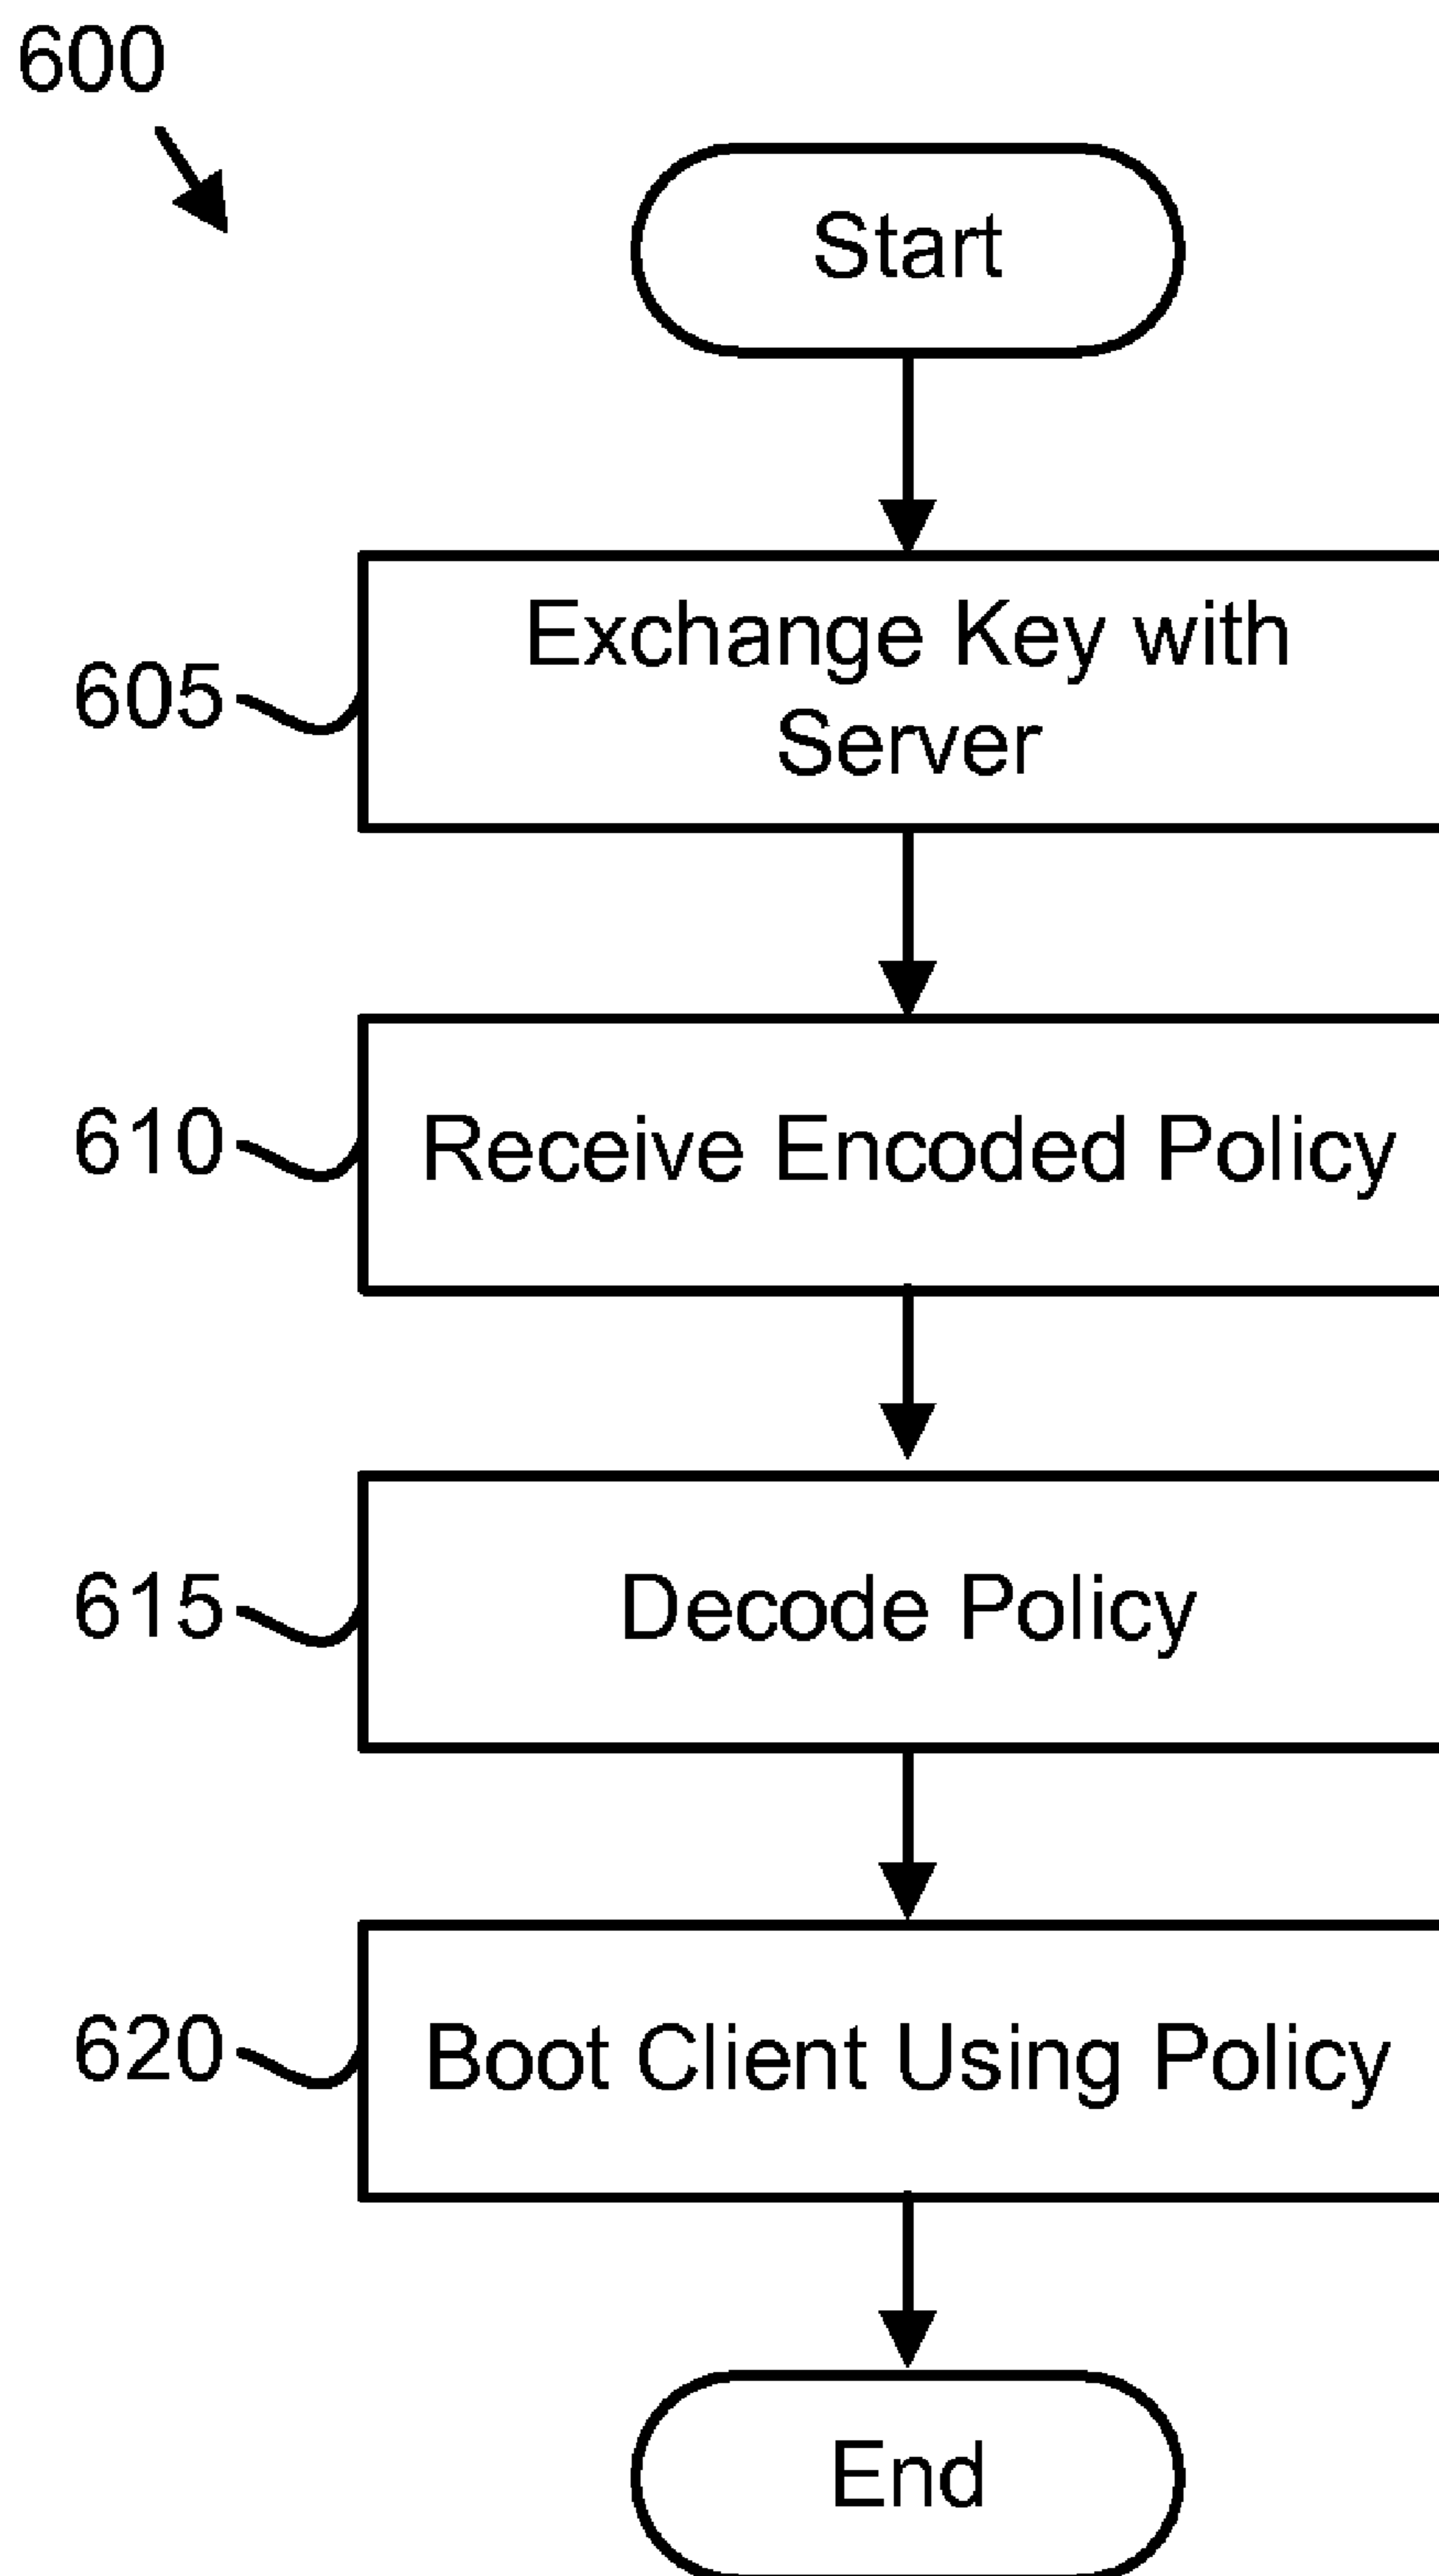 600
Start
605
Exchange Key with
Server
610
Receive Encoded Policy
615
Decode Policy
620
Boot Client Using Policy
End